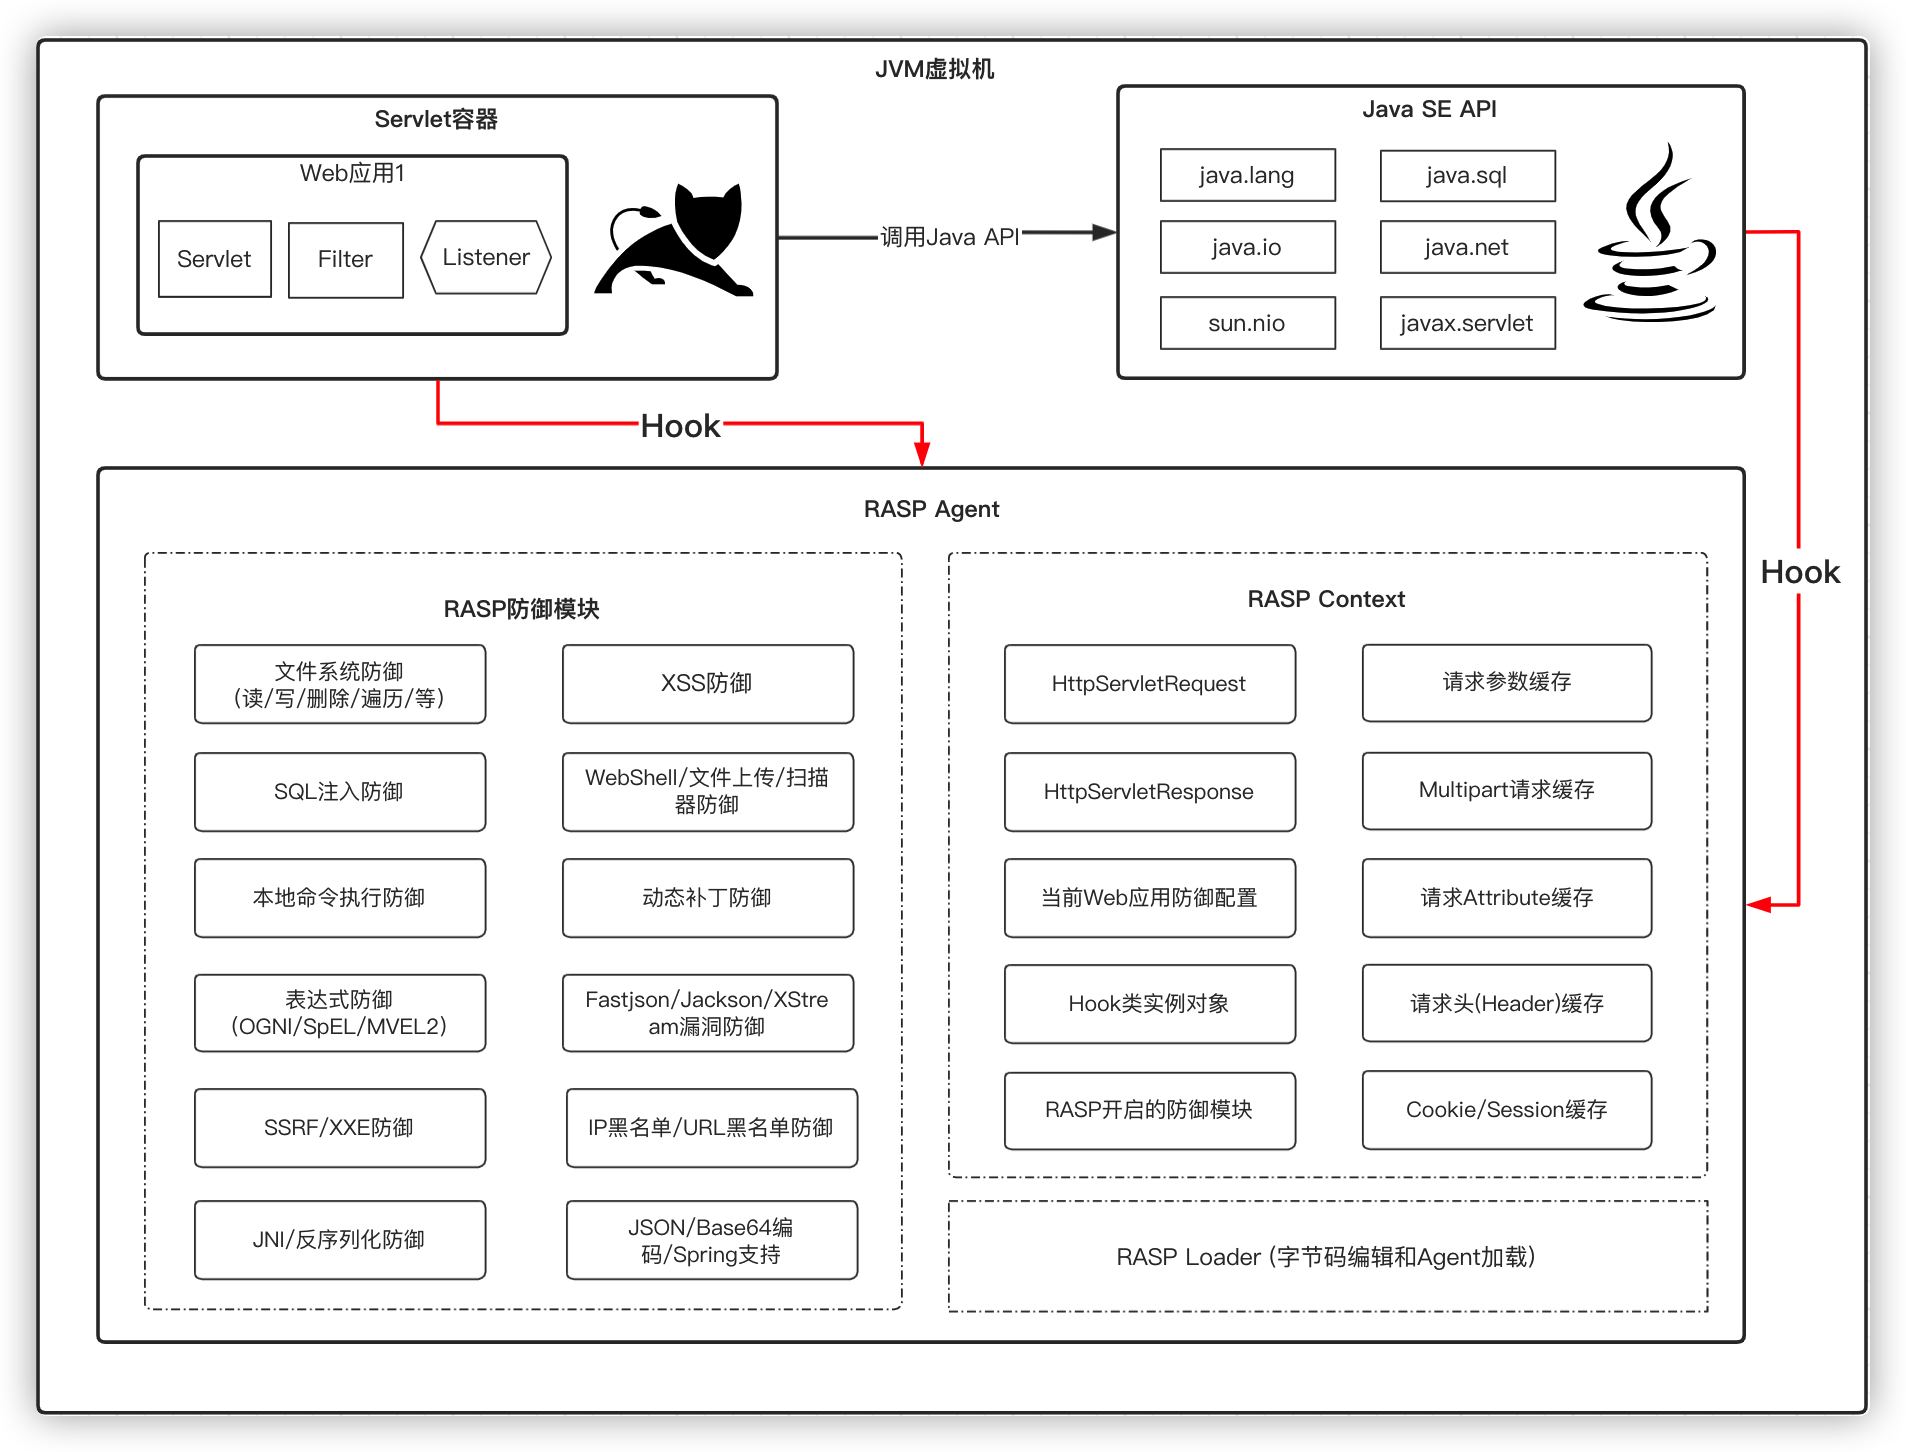 JVM虚拟机
Servlet容器
Web应用1
Servlet
Filter
Listener
调用Java API
Java SE API
java.lang
java.sql
java.io
java.net
sun.nio
javax.servlet
Hook
Hook
RASP Agent
RASP防御模块
文件系统防御
(读/写/删除/遍历/等)
XSS防御
SQL注入防御
WebShell/文件上传/扫描
器防御
本地命令执行防御
动态补丁防御
表达式防御
(OGNl/SpEL/MVEL2)
Fastjson/Jackson/XStre
am漏洞防御
SSRF/XXE防御
IP黑名单/URL黑名单防御
JNI/反序列化防御
JSON/Base64编
码/Spring支持
RASP Context
HttpServletRequest
请求参数缓存
HttpServletResponse
Multipart请求缓存
当前Web应用防御配置
请求Attribute缓存
Hook类实例对象
请求头(Header)缓存
RASP开启的防御模块
Cookie/Session缓存
RASP Loader (字节码编辑和Agent加载)